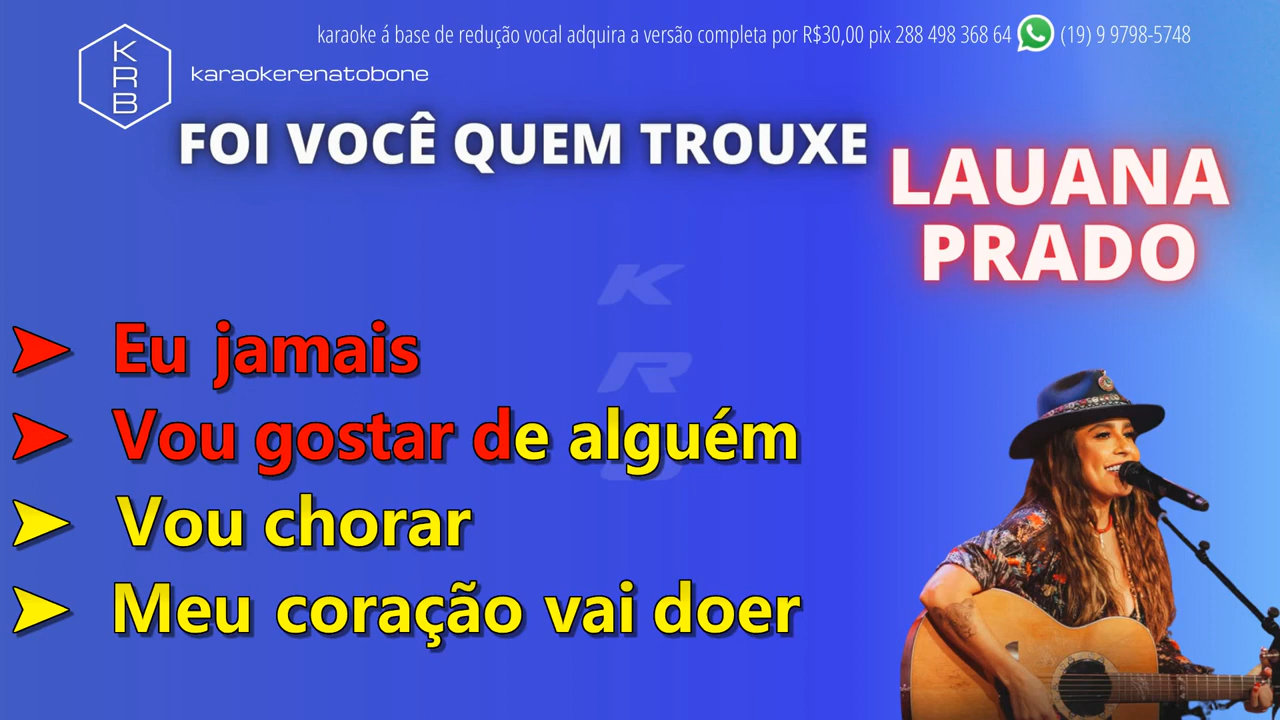 karaoke á base de redução vocal adquira a versão completa por R$30,00 pix 288 498 368 64 (19) 9 9798-5748
K
R
B
karaokerenatobone
FOI VOCÊ QUEM TROUXE
LAUANA
PRADO
K
R
B
Eu jamais
Vou gostar de alguém
Vou chorar
Meu coração vai doer